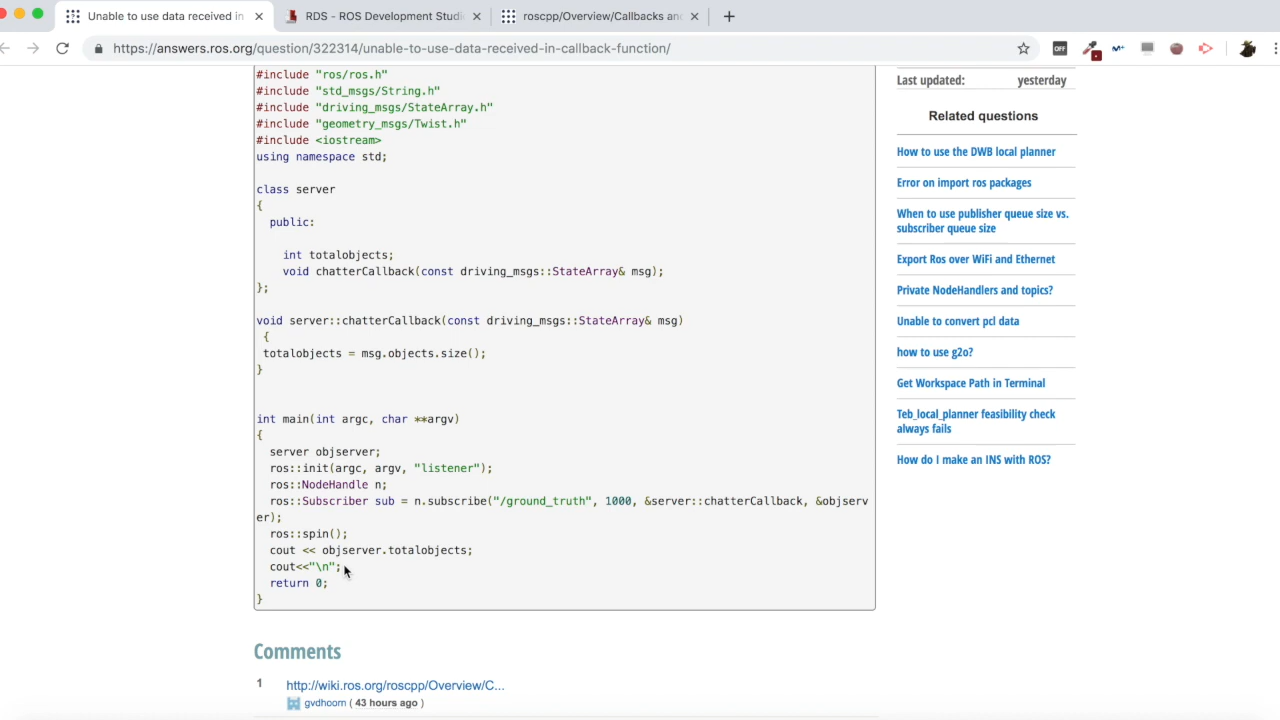 Unable to use data received in
RDS - ROS Development Studi
roscpp/Overview/Callbacks and
https://answers.ros.org/question/322314/unable-to-use-data-received-in-callback-function/
OFF
#include "ros/ros.h"
#include "std_msgs/String.h"
#include "driving_msgs/StateArray.h"
#include "geometry_msgs/Twist.h"
#include <iostream>
using namespace std;
class server
{
public:
int totalobjects;
void chatterCallback(const driving_msgs::StateArray& msg);
};
void server::chatterCallback(const driving_msgs::StateArray& msg)
{
totalobjects = msg.objects.size();
}
int main(int argc, char **argv)
{
server objserver;
ros::init(argc, argv, "listener");
ros::NodeHandle n;
ros::Subscriber sub = n.subscribe("/ground_truth", 1000, &server::chatterCallback, &objserv
er);
ros::spin();
cout << objserver.totalobjects;
cout<<"\n";
return 0;
}
Comments
1
http://wiki.ros.org/roscpp/Overview/C...
gvdhoorn ( 43 hours ago )
Last updated: yesterday
Related questions
How to use the DWB local planner
Error on import ros packages
When to use publisher queue size vs.
subscriber queue size
Export Ros over WiFi and Ethernet
Private NodeHandlers and topics?
Unable to convert pcl data
how to use g2o?
Get Workspace Path in Terminal
Teb_local_planner feasibility check
always fails
How do I make an INS with ROS?